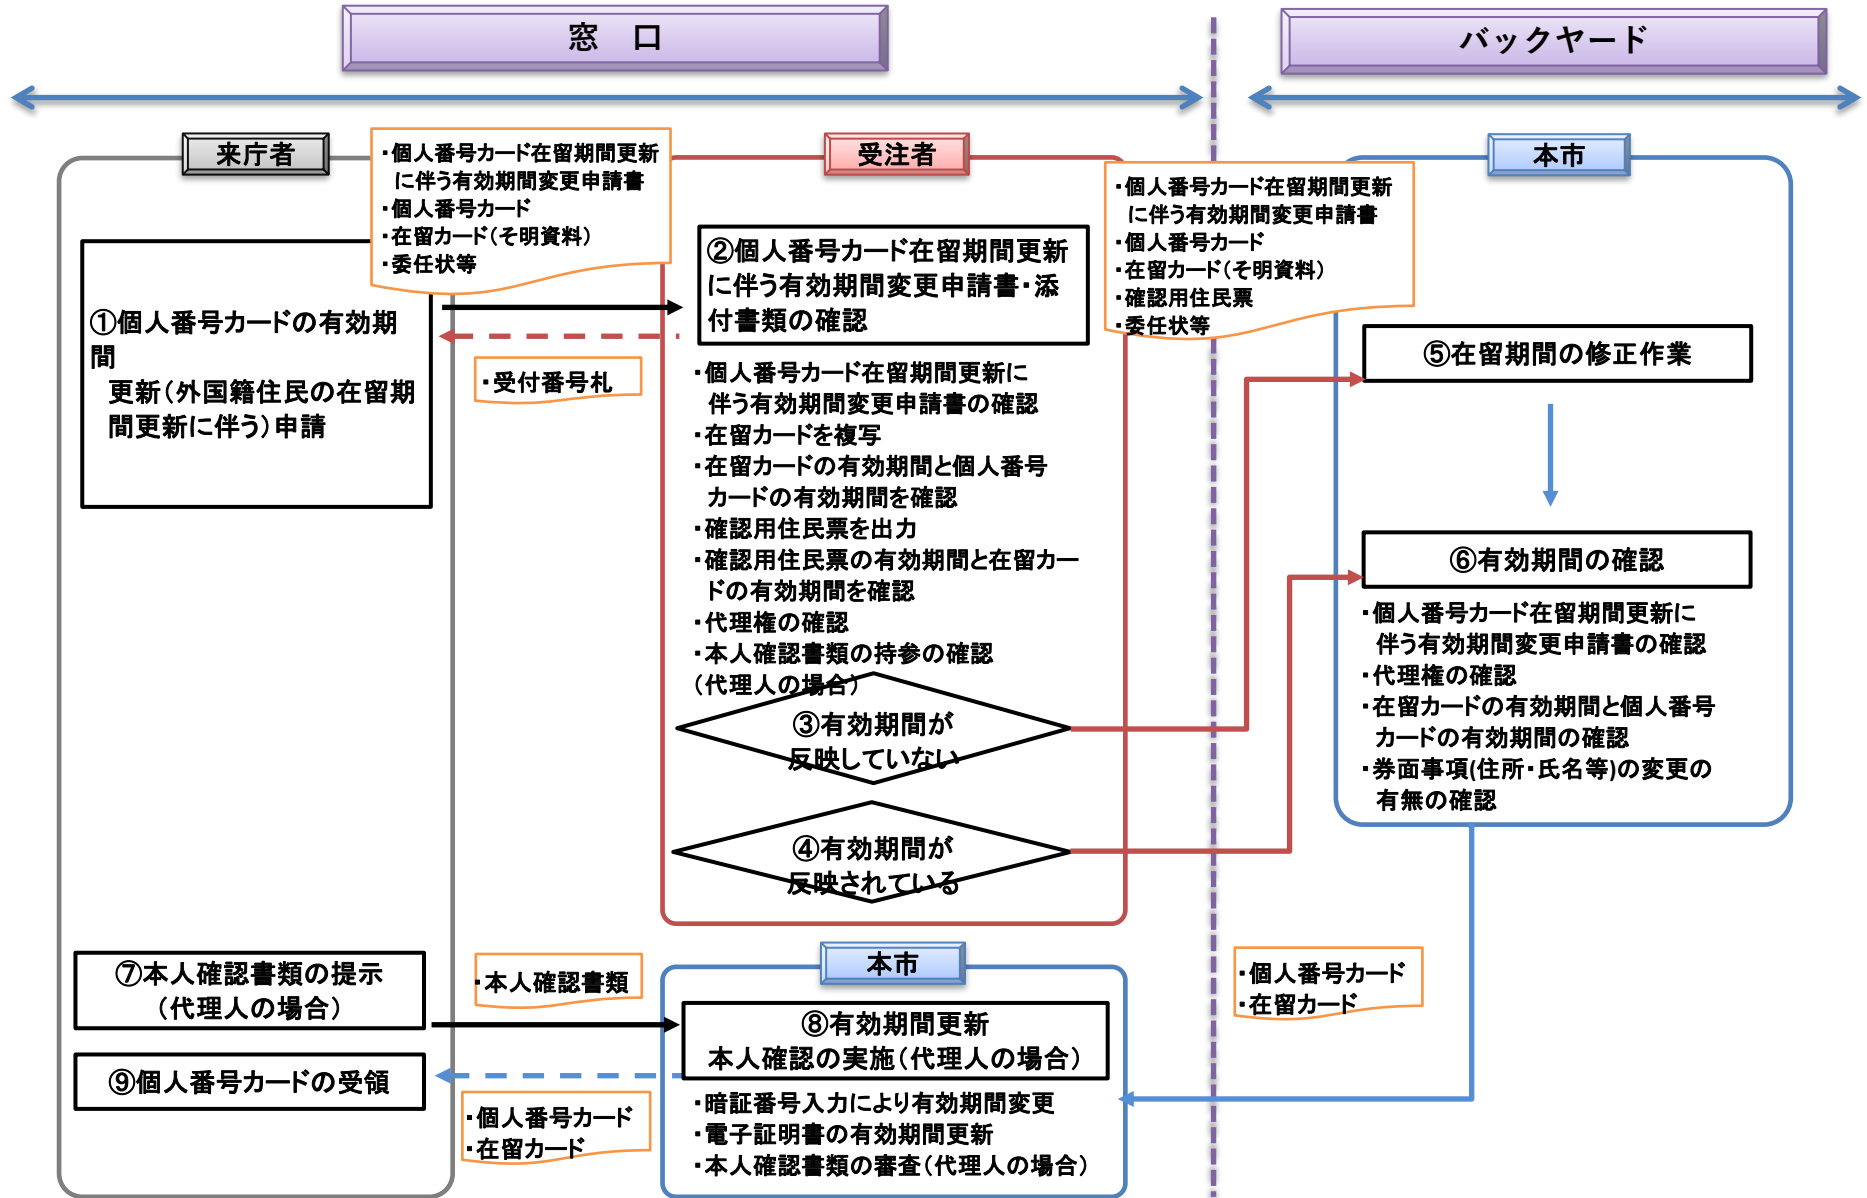 窓　口
バックヤード
来庁者
・個人番号カード在留期間更新
に伴う有効期間変更申請書
・個人番号カード
・在留カード（そ明資料）
・委任状等
受注者
・個人番号カード在留期間更新
に伴う有効期間変更申請書
・個人番号カード
・在留カード（そ明資料）
・確認用住民票
・委任状等
本市
①個人番号カードの有効期
間
更新（外国籍住民の在留期
間更新に伴う）申請
・受付番号札
②個人番号カード在留期間更新
に伴う有効期間変更申請書・添
付書類の確認
・個人番号カード在留期間更新に
伴う有効期間変更申請書の確認
・在留カードを複写
・在留カードの有効期間と個人番号
カードの有効期間を確認
・確認用住民票を出力
・確認用住民票の有効期間と在留カー
ドの有効期間を確認
・代理権の確認
・本人確認書類の持参の確認
（代理人の場合）
③有効期間が
反映していない
④有効期間が
反映されている
⑤在留期間の修正作業
⑥有効期間の確認
・個人番号カード在留期間更新に
伴う有効期間変更申請書の確認
・代理権の確認
・在留カードの有効期間と個人番号
カードの有効期間の確認
・券面事項(住所・氏名等)の変更の
有無の確認
・個人番号カード
・在留カード
⑦本人確認書類の提示
（代理人の場合）
・本人確認書類
本市
⑧有効期間更新
本人確認の実施（代理人の場合）
・暗証番号入力により有効期間変更
・電子証明書の有効期間更新
・本人確認書類の審査（代理人の場合）
⑨個人番号カードの受領
・個人番号カード
・在留カード